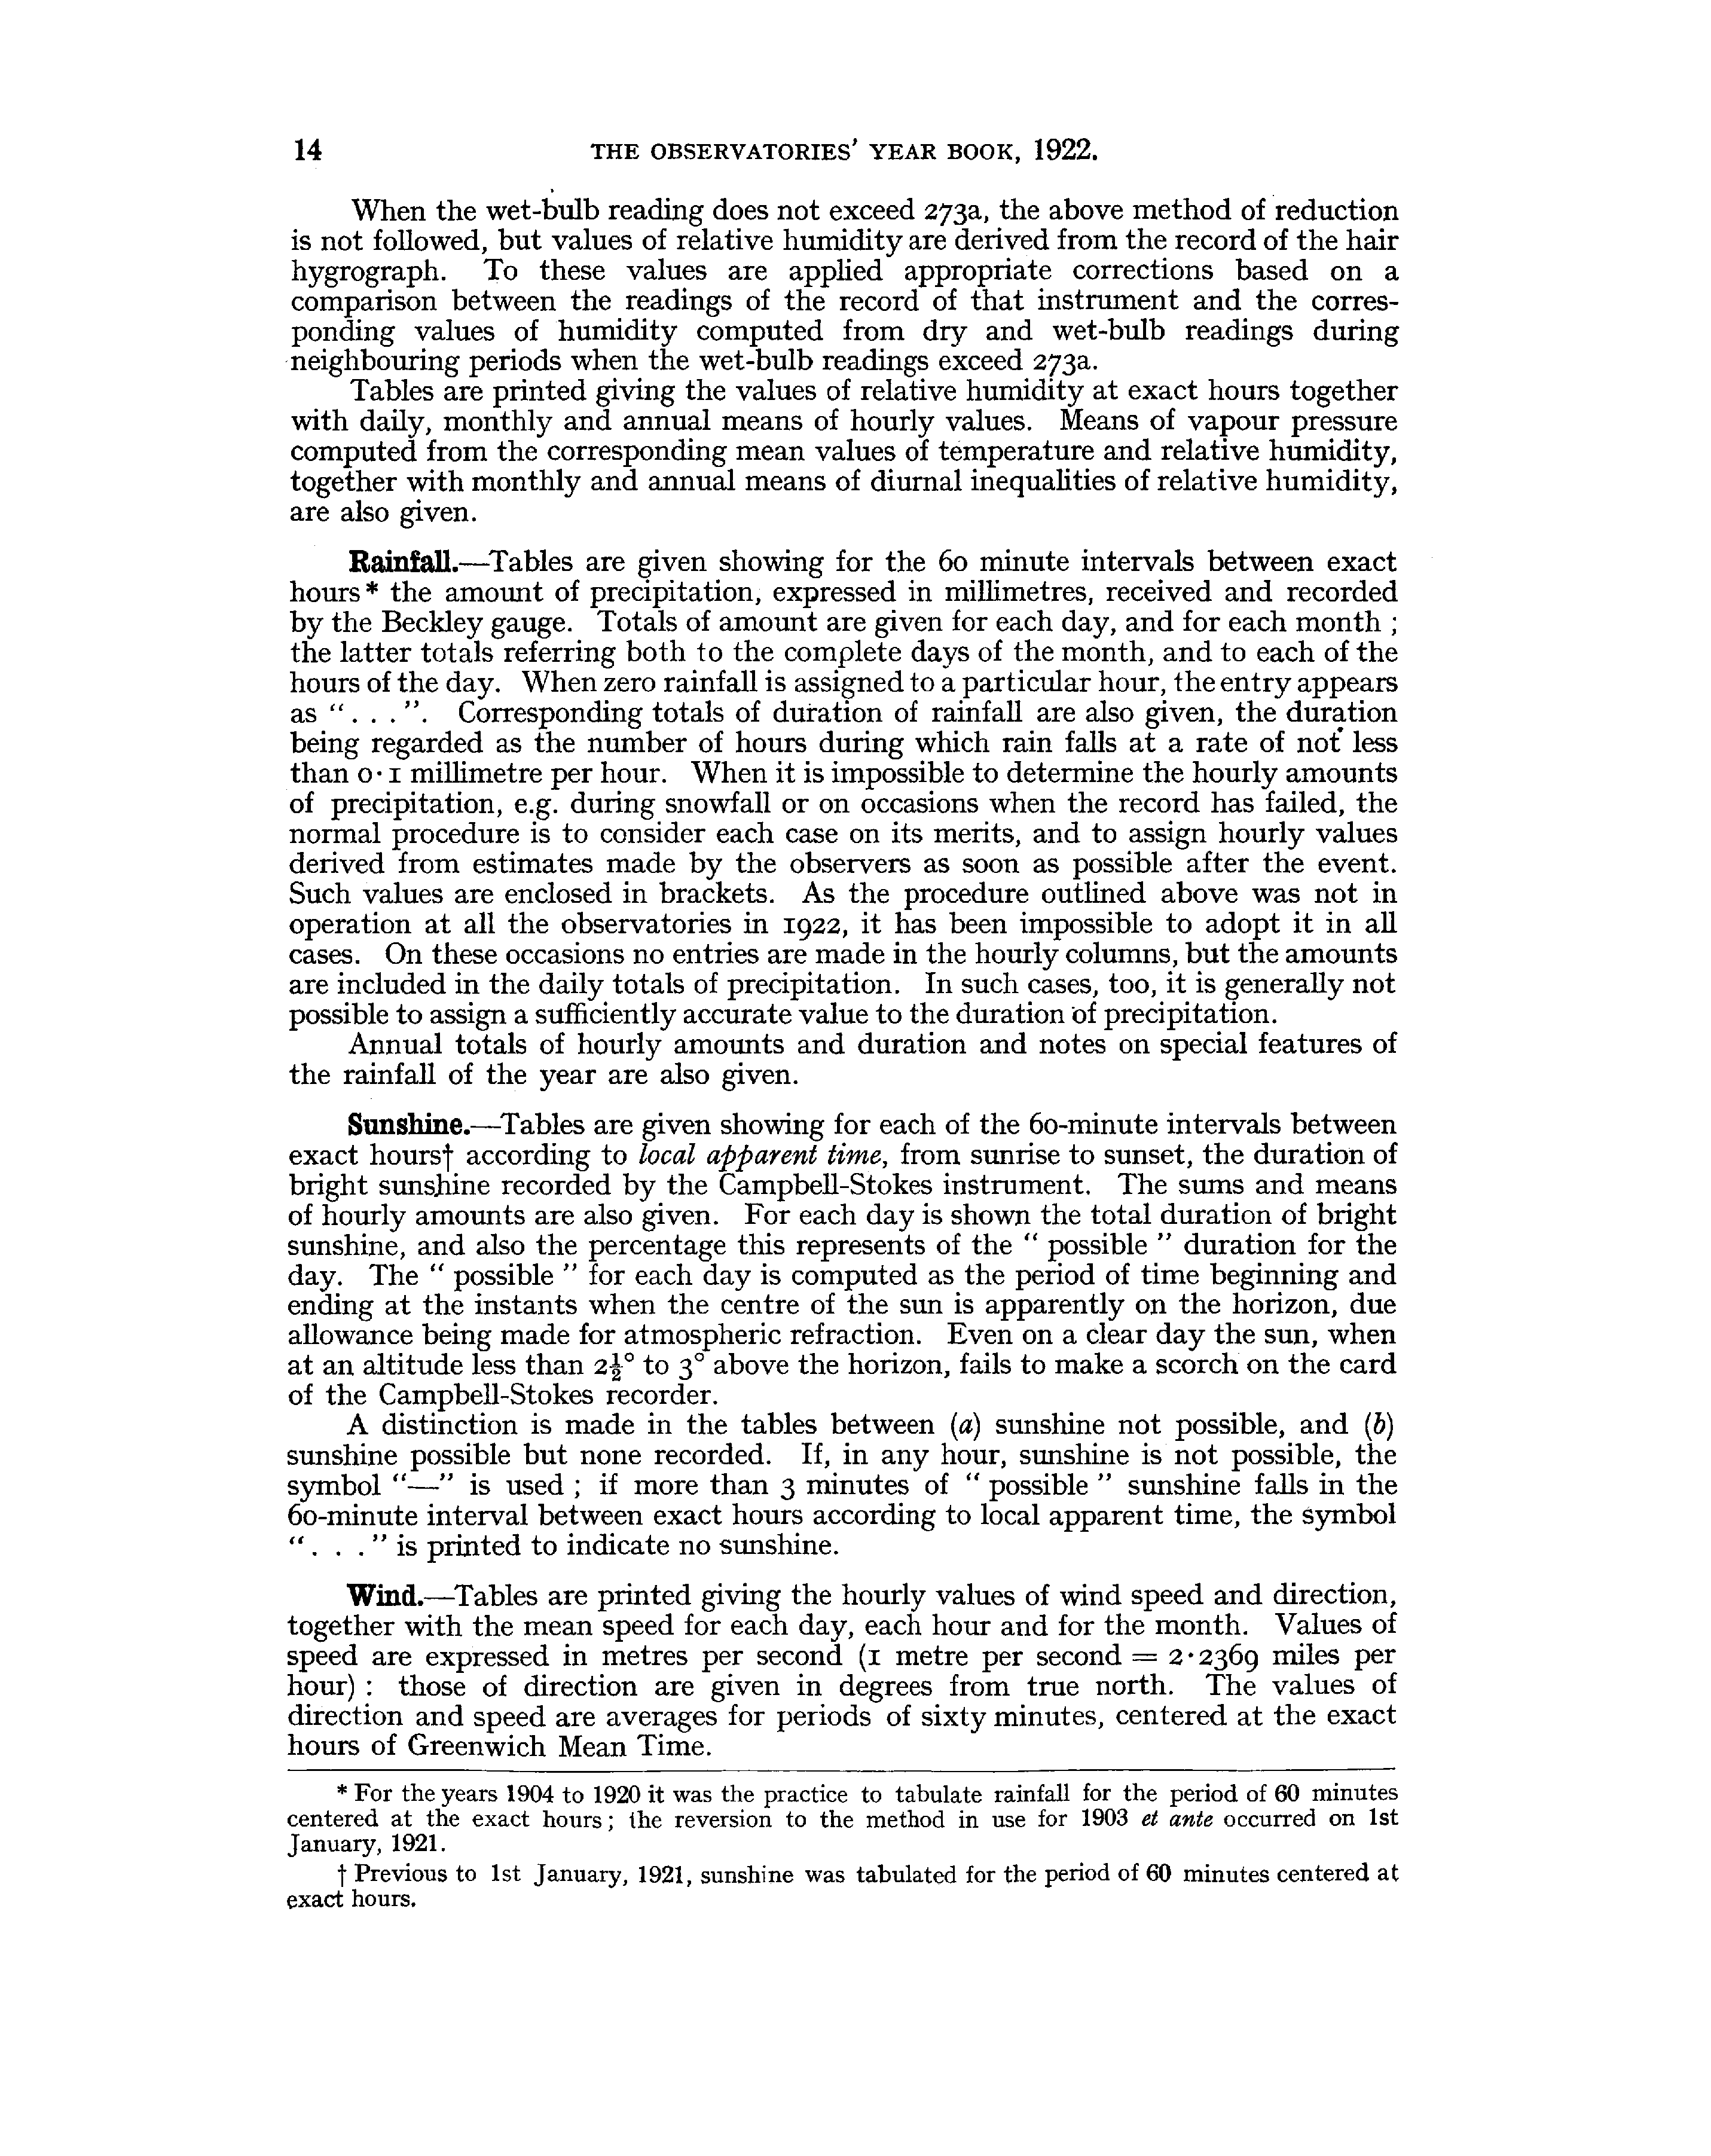 14 THE OBSERVATORIES' YEAR BOOK, 1922.
When the wet-bulb reading does not exceed 273a, the above method of reduction
is not followed, but values of relative humidity are derived from the record of the hair
hygrograph. To these values are applied appropriate corrections based on a
comparison between the readings of the record of that instrument and the corres-
ponding values of humidity computed from dry and wet-bulb readings during
neighbouring periods when the wet-bulb readings exceed 273a.
Tables are printed giving the values of relative humidity at exact hours together
with daily, monthly and annual means of hourly values. Means of vapour pressure
computed from the corresponding mean values of temperature and relative humidity,
together with monthly and annual means of diurnal inequalities of relative humidity,
are also given.
Rainfall.—Tables are given showing for the 60 minute intervals between exact
hours* the amount of precipitation, expressed in millimetres, received and recorded
by the Beckley gauge. Totals of amount are given for each day, and for each month ;
the latter totals referring both to the complete days of the month, and to each of the
hours of the day. When zero rainfall is assigned to a particular hour, the entry appears
as “. . .”. Corresponding totals of duration of rainfall are also given, the duration
being regarded as the number of hours during which rain falls at a rate of not less
than 0·1 millimetre per hour. When it is impossible to determine the hourly amounts
of precipitation, e.g. during snowfall or on occasions when the record has failed, the
normal procedure is to consider each case on its merits, and to assign hourly values
derived from estimates made by the observers as soon as possible after the event.
Such values are enclosed in brackets. As the procedure outlined above was not in
operation at all the observatories in 1922, it has been impossible to adopt it in all
cases. On these occasions no entries are made in the hourly columns, but the amounts
are included in the daily totals of precipitation. In such cases, too, it is generally not
possible to assign a sufficiently accurate value to the duration of precipitation.
Annual totals of hourly amounts and duration and notes on special features of
the rainfall of the year are also given.
Sunshine.—Tables are given showing for each of the 60-minute intervals between
exact hours† according to local apparent time, from sunrise to sunset, the duration of
bright sunshine recorded by the Campbell-Stokes instrument. The sums and means
of hourly amounts are also given. For each day is shown the total duration of bright
sunshine, and also the percentage this represents of the “ possible ” duration for the
day. The “ possible ” for each day is computed as the period of time beginning and
ending at the instants when the centre of the sun is apparently on the horizon, due
allowance being made for atmospheric refraction. Even on a clear day the sun, when
at an altitude less than 2½° to 3° above the horizon, fails to make a scorch on the card
of the Campbell-Stokes recorder.
A distinction is made in the tables between (a) sunshine not possible, and (b)
sunshine possible but none recorded. If, in any hour, sunshine is not possible, the
symbol “—” is used ; if more than 3 minutes of “ possible ” sunshine falls in the
60-minute interval between exact hours according to local apparent time, the symbol
“. . .” is printed to indicate no sunshine.
Wind.—Tables are printed giving the hourly values of wind speed and direction,
together with the mean speed for each day, each hour and for the month. Values of
speed are expressed in metres per second (1 metre per second = 2·2369 miles per
hour) : those of direction are given in degrees from true north. The values of
direction and speed are averages for periods of sixty minutes, centered at the exact
hours of Greenwich Mean Time.
* For the years 1904 to 1920 it was the practice to tabulate rainfall for the period of 60 minutes
centered at the exact hours; the reversion to the method in use for 1903 et ante occurred on 1st
January, 1921.
† Previous to 1st January, 1921, sunshine was tabulated for the period of 60 minutes centered at
exact hours.